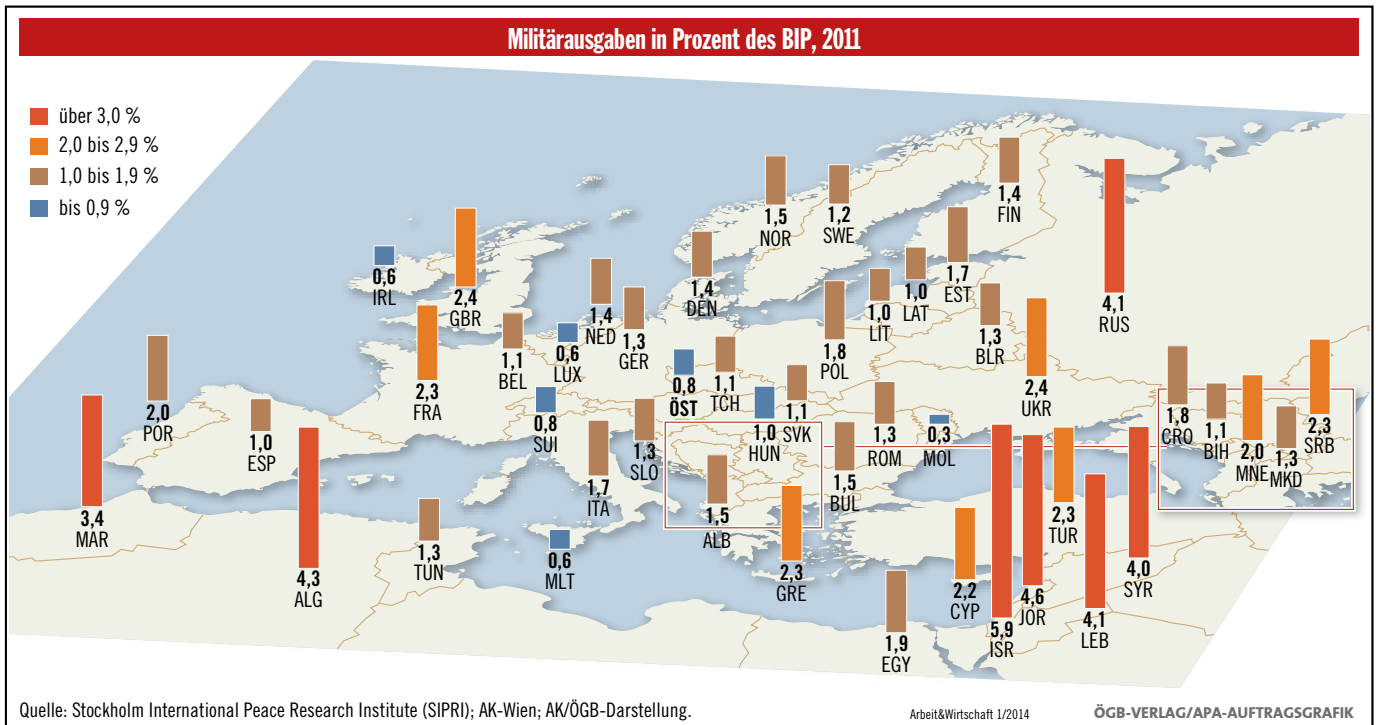 Militärausgaben in Prozent des BIP, 2011
über 3,0 %
2,0 bis 2,9 %
1,0 bis 1,9 %
bis 0,9 %
1,5
NOR
1,2
SWE
1,4
FIN
4,1
RUS
0,6
IRL
2,4
GBR
1,4
NED
1,3
GER
1,4
DEN
1,8
POL
1,0
LIT
1,0
LAT
1,7
EST
1,3
BLR
2,4
UKR
2,0
POR
1,0
ESP
2,3
FRA
1,1
BEL
0,6
LUX
0,8
SUI
0,8
ÖST
1,1
TCH
1,0
HUN
1,1
SVK
1,3
ROM
0,3
MOL
1,8
CRO
1,1
BIH
2,0
MNE
1,3
MKD
2,3
SRB
3,4
MAR
4,3
ALG
1,3
TUN
1,7
ITA
1,3
SLO
0,6
MLT
1,5
ALB
2,3
GRE
1,5
BUL
1,9
EGY
2,2
CYP
5,9
ISR
4,6
JOR
2,3
TUR
4,1
LEB
4,0
SYR
Quelle: Stockholm International Peace Research Institute (SIPRI); AK-Wien; AK/ÖGB-Darstellung.
Arbeit&Wirtschaft 1/2014
ÖGB-VERLAG/APA-AUFTRAGSGRAFIK